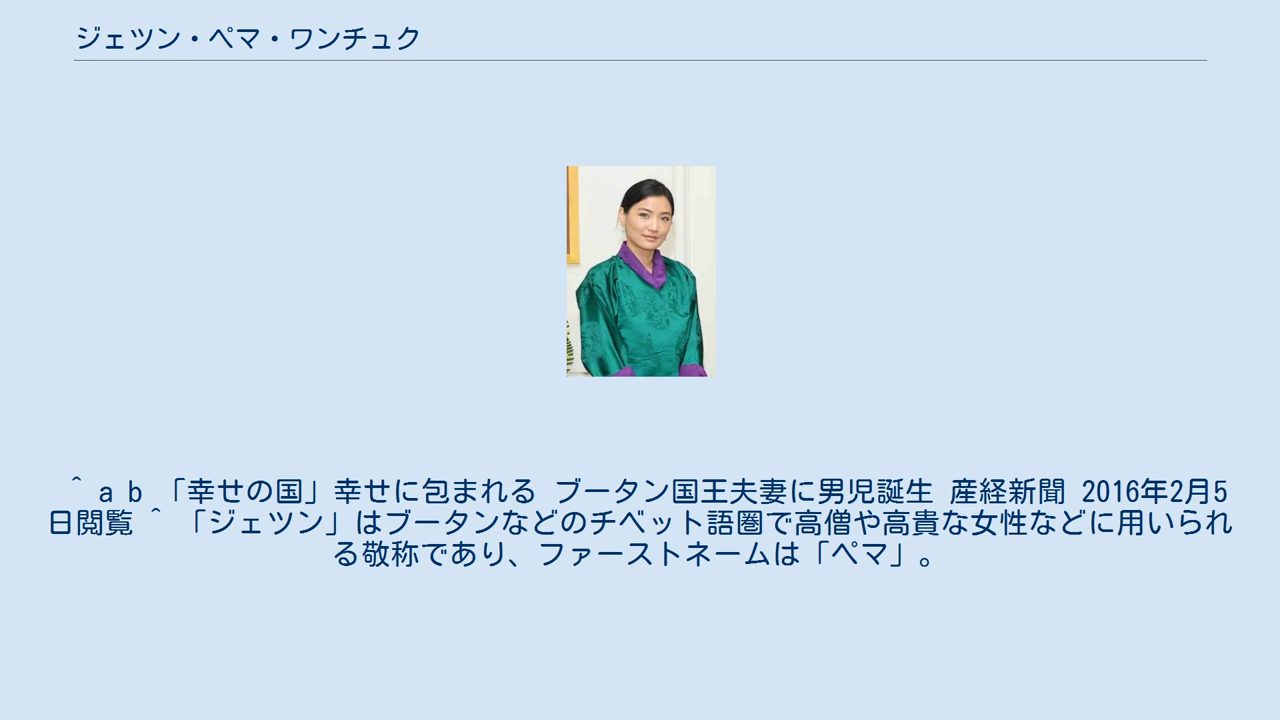 ジェツン・ペマ・ワンチュク
^ a b 「幸せの国」幸せに包まれる ブータン国王夫妻に男児誕生 産経新聞 2016年2月5
日閲覧 ^ 「ジェツン」はブータンなどのチベット語圏で高僧や高貴な女性などに用いられ
る敬称であり、ファーストネームは「ペマ」。